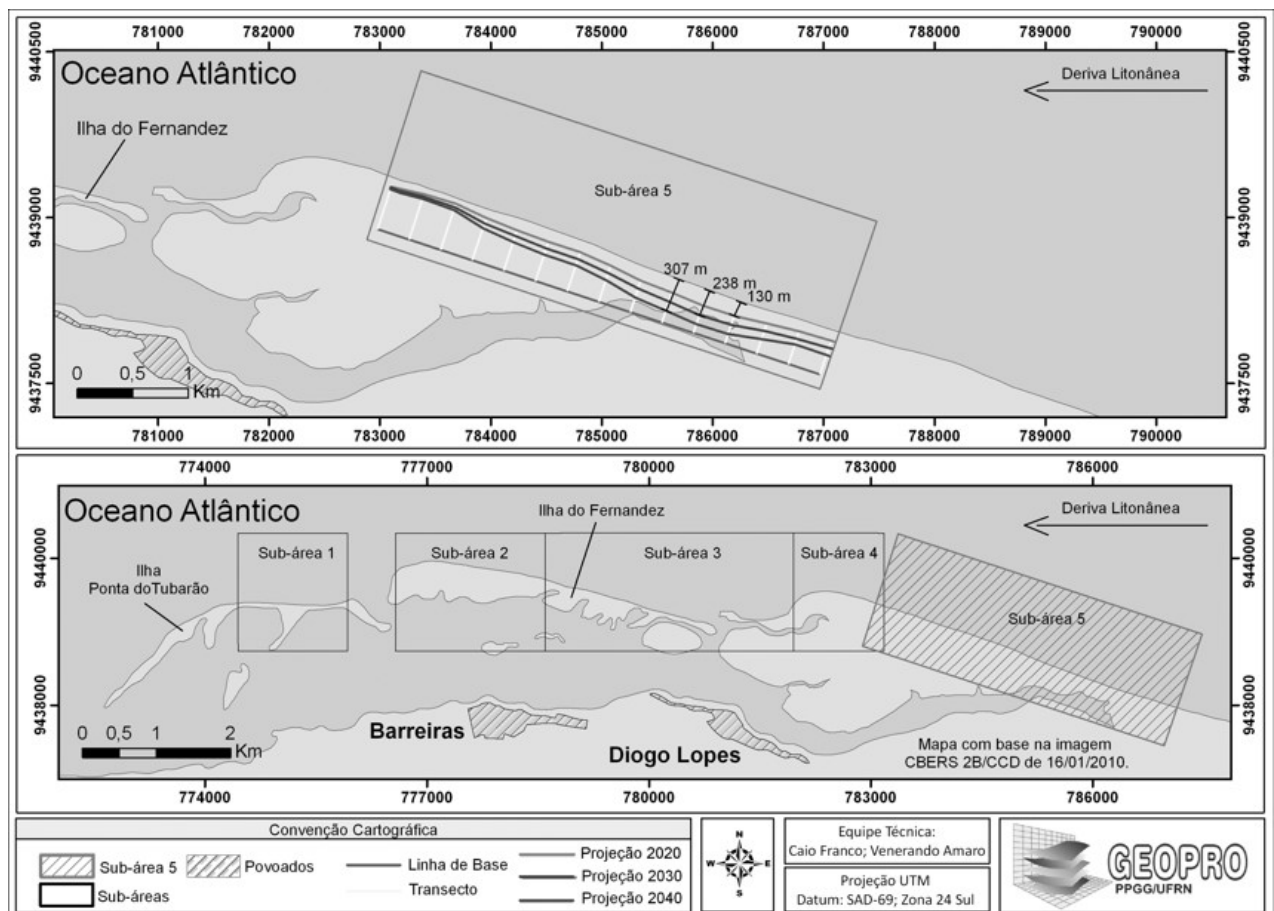 781000 782000 783000 784000 785000 786000 787000 788000 789000 790000
9440500
9440500
Oceano Atlântico
Deriva Litonânea
Ilha do Fernandez
Sub-área 5
9439000
9439000
307 m
238 m
130 m
9437500
9437500
0 0,5 1
Km
781000 782000 783000 784000 785000 786000 787000 788000 789000 790000
774000 777000 780000 783000 786000
Oceano Atlântico
Ilha do Fernandez
Deriva Litonânea
9440000
9440000
Sub-área 1
Sub-área 2
Sub-área 3
Sub-área 4
Ilha
Ponta doTubarão
Sub-área 5
9438000
9438000
0 0,5 1 2
Km
Barreiras
Diogo Lopes
Mapa com base na imagem
CBERS 2B/CCD de 16/01/2010.
774000 777000 780000 783000 786000
Convenção Cartográfica
Sub-área 5
Povoados
Linha de Base
Projeção 2020
Projeção 2030
Sub-áreas
Transecto
Projeção 2040
N
W E
S
Equipe Técnica:
Caio Franco; Venerando Amaro
Projeção UTM
Datum: SAD-69; Zona 24 Sul
GEOPRO
PPGG/UFRN